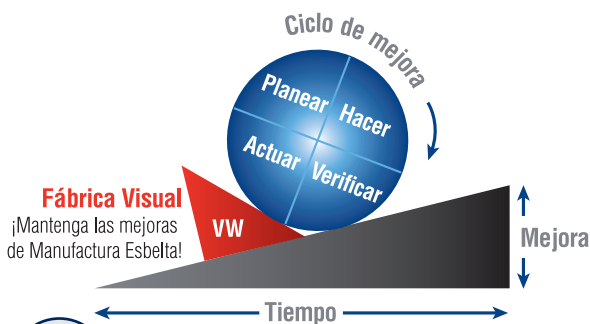 Ciclo de mejora
Planear
Hacer
Actuar
Verificar
Fábrica Visual
¡Mantenga las mejoras
de Manufactura Esbelta!
VW
Mejora
Tiempo